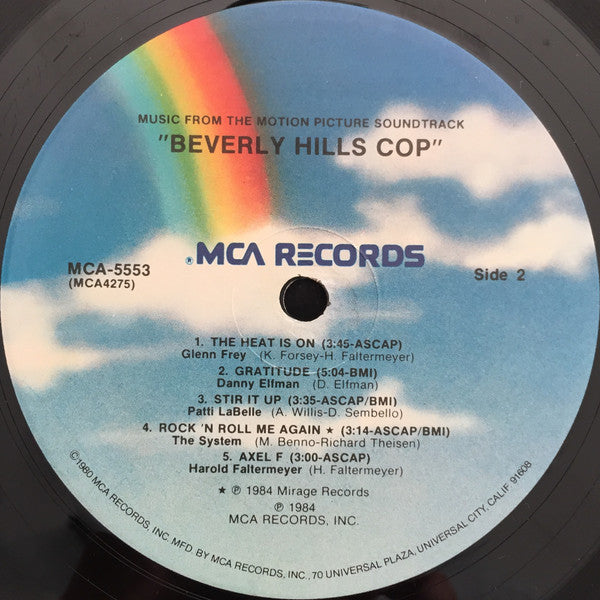 MUSIC FROM THE MOTION PICTURE SOUNDTRACK
"BEVERLY HILLS COP"
® MCA RECORDS
MCA-5553
(MCA4275)
Side 2
1. THE HEAT IS ON (3:45-ASCAP)
Glenn Frey (K. Forsey-H. Faltermeyer)
2. GRATITUDE (5:04-BMI)
Danny Elfman (D. Elfman)
3. STIR IT UP (3:35-ASCAP/BMI)
Patti LaBelle (A. Willis-D. Sembello)
4. ROCK 'N ROLL ME AGAIN ★ (3:14-ASCAP/BMI)
The System (M. Benno-Richard Theisen)
5. AXEL F (3:00-ASCAP)
Harold Faltermeyer (H. Faltermeyer)
★ ℗ 1984 Mirage Records
℗ 1984
MCA RECORDS, INC.
©1980 MCA RECORDS, INC. MFD. BY MCA RECORDS, INC., 70 UNIVERSAL PLAZA, UNIVERSAL CITY, CALIF. 91608